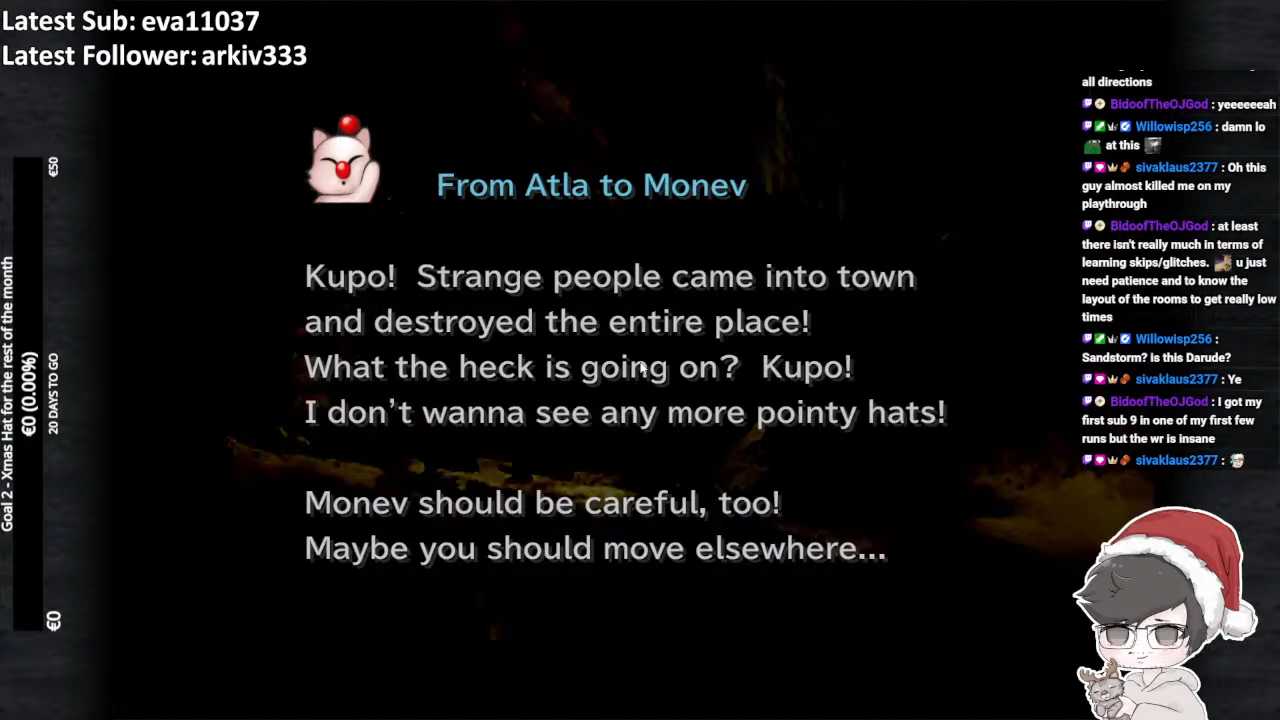 Latest Sub: eva11037
Latest Follower: arkiv333
Goal 2 - Xmas Hat for the rest of the month
€0 (0.00%)
20 DAYS TO GO
€50
€0
From Atla to Monev
Kupo! Strange people came into town
and destroyed the entire place!
What the heck is going on? Kupo!
I don't wanna see any more pointy hats!
Monev should be careful, too!
Maybe you should move elsewhere...
all directions
BidoofTheOJGod : yeeeeeeah
Willowisp256 : damn lo
at this
sivaklaus2377 : Oh this
guy almost killed me on my
playthrough
BidoofTheOJGod : at least
there isn't really much in terms of
learning skips/glitches. u just
need patience and to know the
layout of the rooms to get really low
times
Willowisp256 :
Sandstorm? is this Darude?
sivaklaus2377 : Ye
BidoofTheOJGod : I got my
first sub 9 in one of my first few
runs but the wr is insane
sivaklaus2377 :